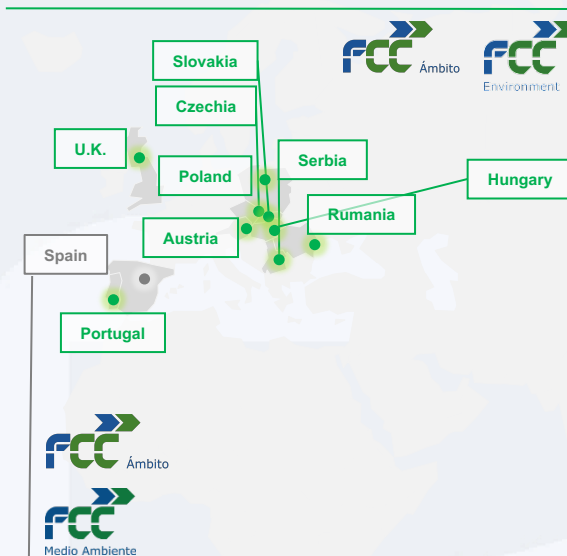 FCC Ámbito
FCC
Environment
Slovakia
Czechia
U.K.
Poland
Serbia
Hungary
Rumania
Austria
Spain
Portugal
FCC Ámbito
FCC
Medio Ambiente